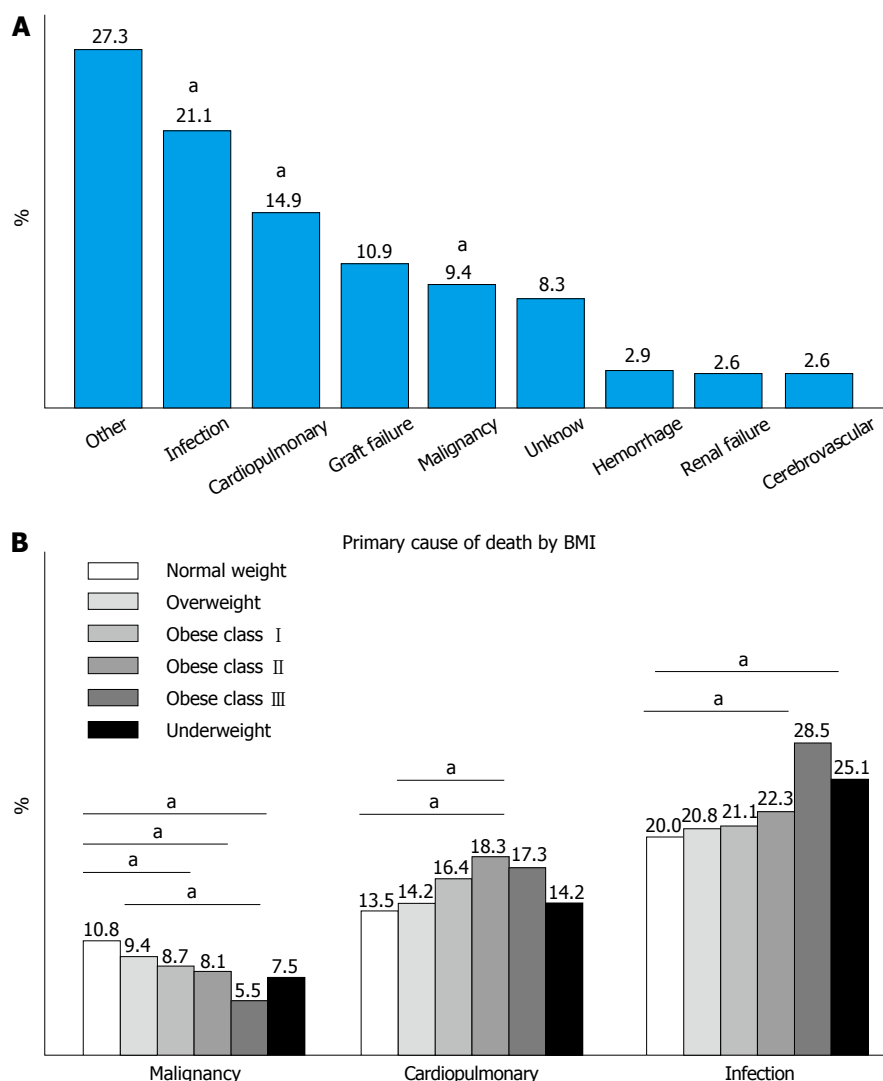 A
27.3
a
21.1
a
14.9
10.9
a
9.4
8.3
2.9
2.6
2.6
%
Other
Infection
Cardiopulmonary
Graft failure
Malignancy
Unknow
Hemorrhage
Renal failure
Cerebrovascular
B
Primary cause of death by BMI
Normal weight
Overweight
Obese class Ⅰ
Obese class Ⅱ
Obese class Ⅲ
Underweight
%
a
a
a
a
10.8
9.4
8.7
8.1
5.5
7.5
a
a
13.5
14.2
16.4
18.3
17.3
14.2
a
a
20.0
20.8
21.1
22.3
28.5
25.1
Malignancy
Cardiopulmonary
Infection